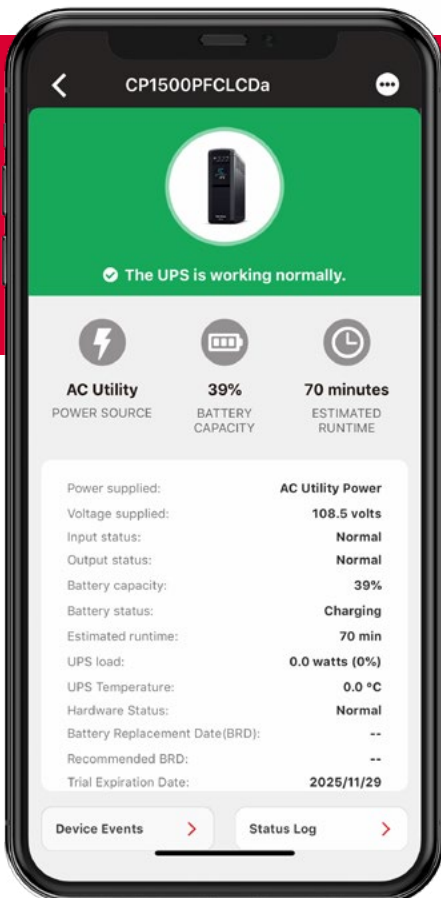 CP1500PFCLCDa
The UPS is working normally.
AC Utility
POWER SOURCE
39%
BATTERY
CAPACITY
70 minutes
ESTIMATED
RUNTIME
Power supplied: AC Utility Power
Voltage supplied: 108.5 volts
Input status: Normal
Output status: Normal
Battery capacity: 39%
Battery status: Charging
Estimated runtime: 70 min
UPS load: 0.0 watts (0%)
UPS Temperature: 0.0 °C
Hardware Status: Normal
Battery Replacement Date(BRD): --
Recommended BRD: --
Trial Expiration Date: 2025/11/29
Device Events
Status Log